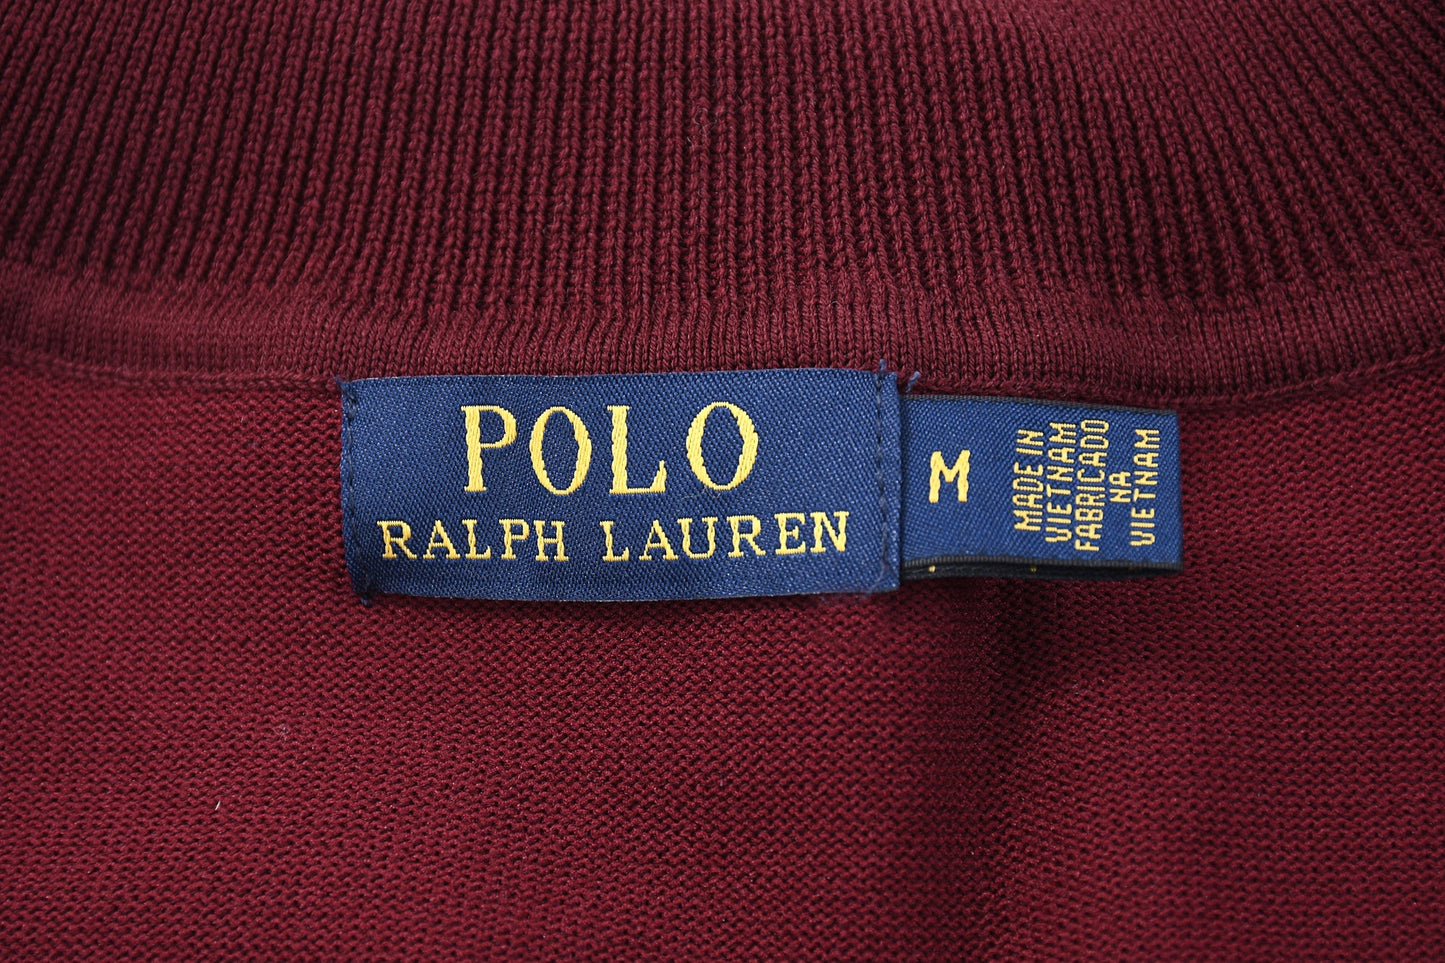 POLO
RALPH LAUREN
M
MADE IN
VIETNAM
FABRICADO
NA
VIETNAM